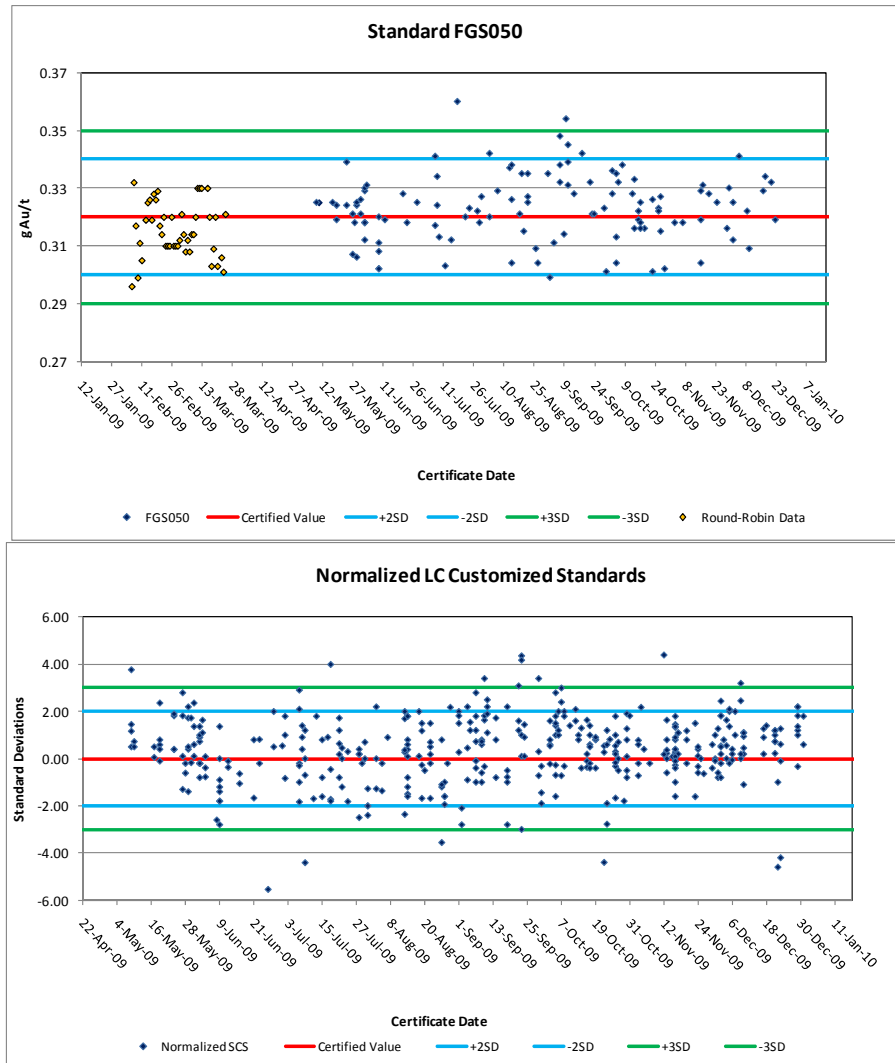 Standard FGS050
0.37
0.35
0.33
0.31
0.29
0.27
gAu/t
12-Jan-09
27-Jan-09
11-Feb-09
26-Feb-09
13-Mar-09
28-Mar-09
12-Apr-09
27-Apr-09
12-May-09
27-May-09
11-Jun-09
26-Jun-09
11-Jul-09
26-Jul-09
10-Aug-09
25-Aug-09
9-Sep-09
24-Sep-09
9-Oct-09
24-Oct-09
8-Nov-09
23-Nov-09
8-Dec-09
23-Dec-09
7-Jan-10
Certificate Date
FGS050 Certified Value +2SD -2SD +3SD -3SD Round-Robin Data
Normalized LC Customized Standards
6.00
4.00
2.00
0.00
-2.00
-4.00
-6.00
Standard Deviations
22-Apr-09
4-May-09
16-May-09
28-May-09
9-Jun-09
21-Jun-09
3-Jul-09
15-Jul-09
27-Jul-09
8-Aug-09
20-Aug-09
1-Sep-09
13-Sep-09
25-Sep-09
7-Oct-09
19-Oct-09
31-Oct-09
12-Nov-09
24-Nov-09
6-Dec-09
18-Dec-09
30-Dec-09
11-Jan-10
Certificate Date
Normalized SCS Certified Value +2SD -2SD +3SD -3SD